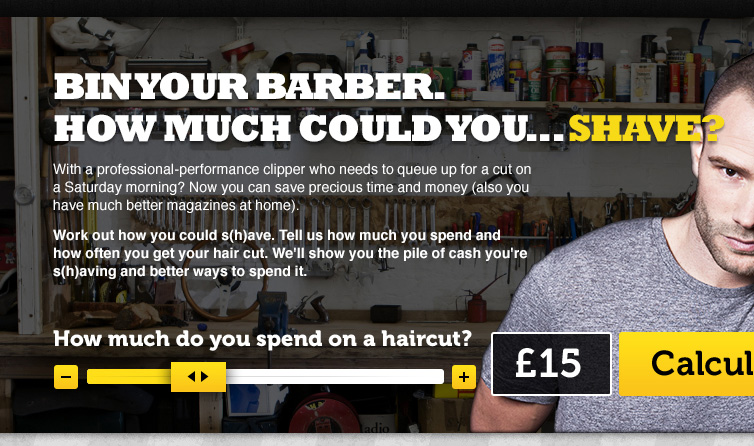 BIN YOUR BARBER.
HOW MUCH COULD YOU... SHAVE?
With a professional-performance clipper who needs to queue up for a cut on
a Saturday morning? Now you can save precious time and money (also you
have much better magazines at home).
Work out how you could s(h)ave. Tell us how much you spend and
how often you get your hair cut. We'll show you the pile of cash you're
s(h)aving and better ways to spend it.
How much do you spend on a haircut?
£15
Calcul
adio